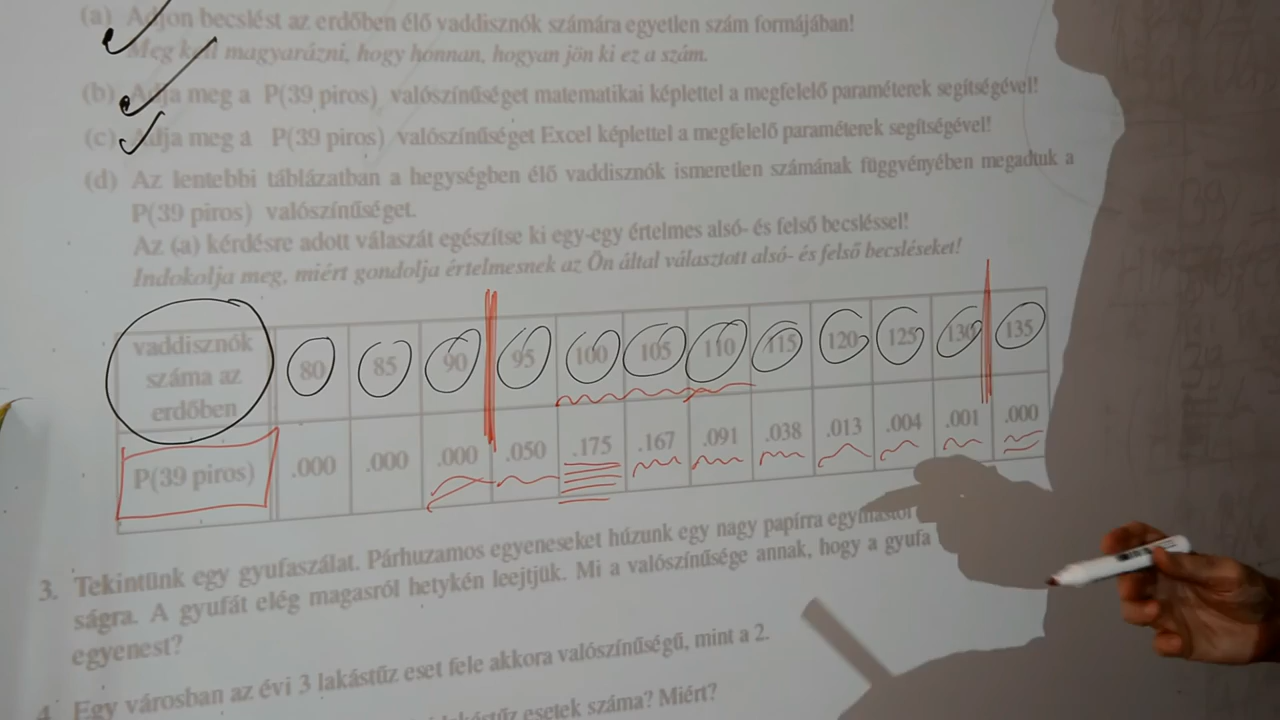 (a) Adjon becslést az erdőben élő vaddisznók számára egyetlen szám formájában!
Meg kell magyarázni, hogy honnan, hogyan jön ki ez a szám.
(b) Adja meg a P(39 piros) valószínűséget matematikai képlettel a megfelelő paraméterek segítségével!
(c) Adja meg a P(39 piros) valószínűséget Excel képlettel a megfelelő paraméterek segítségével!
(d) Az lentebbi táblázatban a hegységben élő vaddisznók ismeretlen számának függvényében megadtuk a
P(39 piros) valószínűséget.
Az (a) kérdésre adott válaszát egészítse ki egy-egy értelmes alsó- és felső becsléssel!
Indokolja meg, miért gondolja értelmesnek az Ön által választott alsó- és felső becsléseket!
vaddisznók
száma az
erdőben
80 85 90 95 100 105 110 115 120 125 130 135
P(39 piros) .000 .000 .000 .050 .175 .167 .091 .038 .013 .004 .001 .000
3. Tekintünk egy gyufaszálat. Párhuzamos egyeneseket húzunk egy nagy papírra egymástól
ságra. A gyufát elég magasról hetykén leejtjük. Mi a valószínűsége annak, hogy a gyufa
egyenest?
4. Egy városban az évi 3 lakástűz eset fele akkora valószínűségű, mint a 2.
lakástűz esetek száma? Miért?